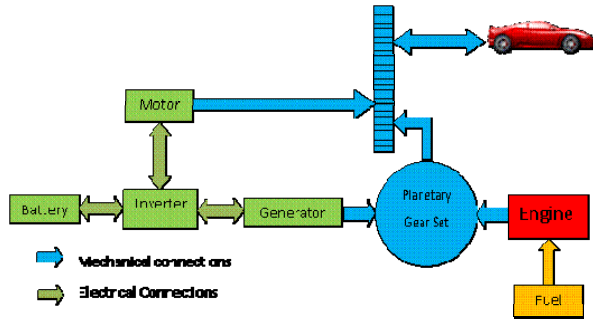 Motor
Battery
Inverter
Generator
Planetary
Gear Set
Engine
Mechanical connections
Electrical Connections
Fuel